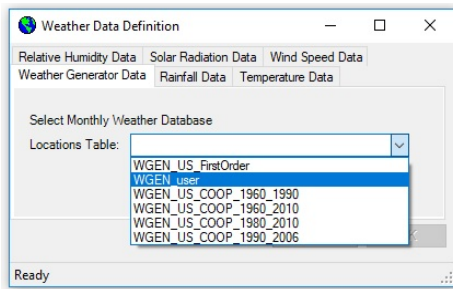 Weather Data Definition
Relative Humidity Data Solar Radiation Data Wind Speed Data
Weather Generator Data Rainfall Data Temperature Data
Select Monthly Weather Database
Locations Table:
WGEN_US_FirstOrder
WGEN_user
WGEN_US_COOP_1960_1990
WGEN_US_COOP_1960_2010
WGEN_US_COOP_1980_2010
WGEN_US_COOP_1990_2006
Ready